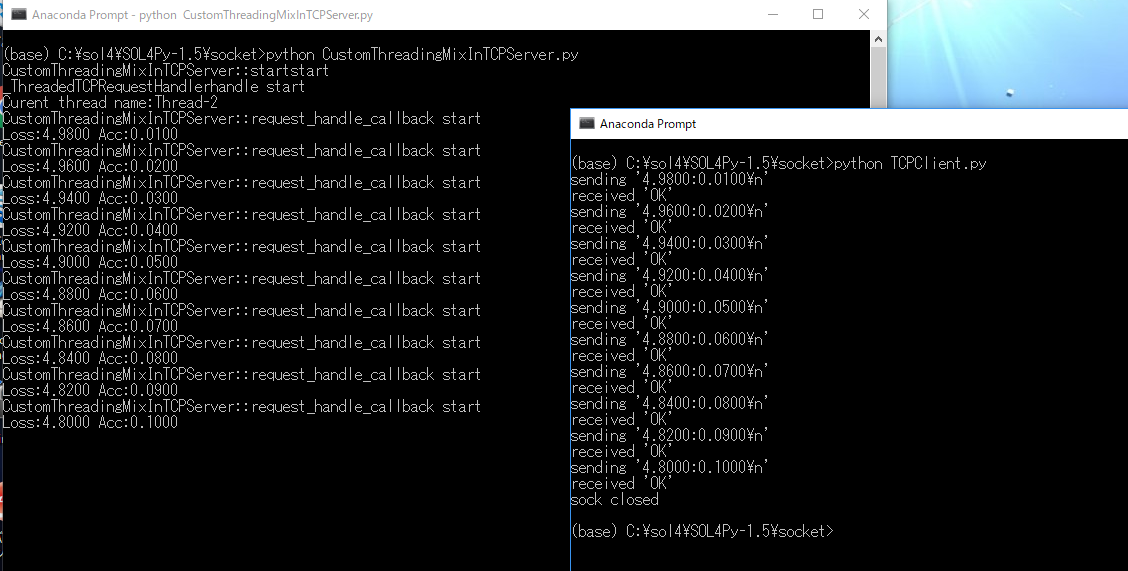 Anaconda Prompt - python  CustomThreadingMixInTCPServer.py
(base) C:¥sol4¥SOL4Py-1.5¥socket>python CustomThreadingMixInTCPServer.py
CustomThreadingMixInTCPServer::startstart
_ThreadedTCPRequestHandlerhandle start
Curent thread name:Thread-2
CustomThreadingMixInTCPServer::request_handle_callback start
Loss:4.9800 Acc:0.0100
CustomThreadingMixInTCPServer::request_handle_callback start
Loss:4.9600 Acc:0.0200
CustomThreadingMixInTCPServer::request_handle_callback start
Loss:4.9400 Acc:0.0300
CustomThreadingMixInTCPServer::request_handle_callback start
Loss:4.9200 Acc:0.0400
CustomThreadingMixInTCPServer::request_handle_callback start
Loss:4.9000 Acc:0.0500
CustomThreadingMixInTCPServer::request_handle_callback start
Loss:4.8800 Acc:0.0600
CustomThreadingMixInTCPServer::request_handle_callback start
Loss:4.8600 Acc:0.0700
CustomThreadingMixInTCPServer::request_handle_callback start
Loss:4.8400 Acc:0.0800
CustomThreadingMixInTCPServer::request_handle_callback start
Loss:4.8200 Acc:0.0900
CustomThreadingMixInTCPServer::request_handle_callback start
Loss:4.8000 Acc:0.1000
Anaconda Prompt
(base) C:¥sol4¥SOL4Py-1.5¥socket>python TCPClient.py
sending '4.9800:0.0100¥n'
received 'OK'
sending '4.9600:0.0200¥n'
received 'OK'
sending '4.9400:0.0300¥n'
received 'OK'
sending '4.9200:0.0400¥n'
received 'OK'
sending '4.9000:0.0500¥n'
received 'OK'
sending '4.8800:0.0600¥n'
received 'OK'
sending '4.8600:0.0700¥n'
received 'OK'
sending '4.8400:0.0800¥n'
received 'OK'
sending '4.8200:0.0900¥n'
received 'OK'
sending '4.8000:0.1000¥n'
received 'OK'
sock closed
(base) C:¥sol4¥SOL4Py-1.5¥socket>